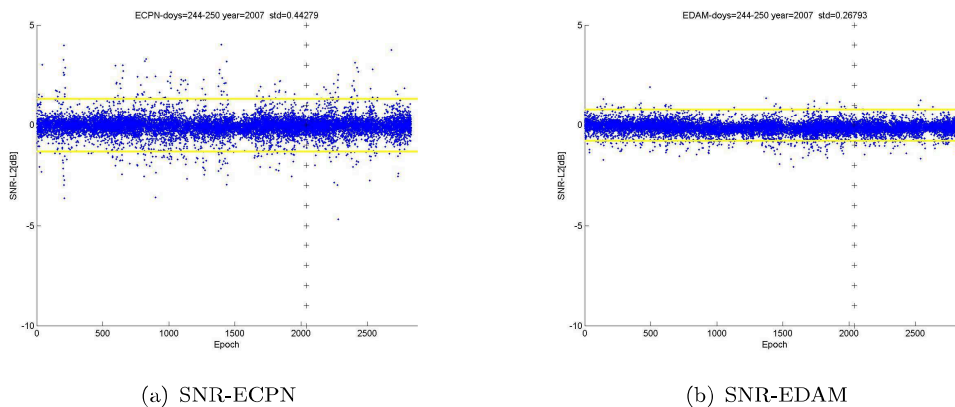 ECPN-doys=244-250 year=2007 std=0.44279
5
0
-5
-10
SNR-L2[dB]
0 500 1000 1500 2000 2500
Epoch
(a) SNR-ECPN
EDAM-doys=244-250 year=2007 std=0.26793
5
0
-5
-10
SNR-L2[dB]
0 500 1000 1500 2000 2500
Epoch
(b) SNR-EDAM